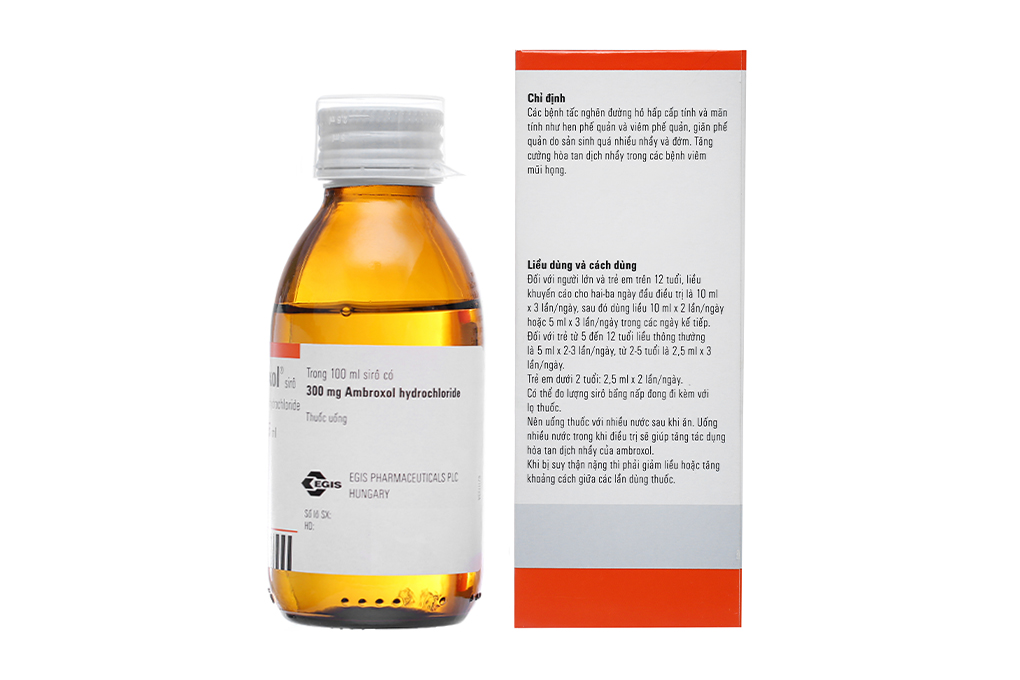 sirô
Trong 100 ml sirô có
300 mg Ambroxol hydrochloride
Thuốc uống
EGIS
EGIS PHARMACEUTICALS PLC
HUNGARY
Số lô SX:
HD:
Chỉ định
Các bệnh tắc nghẽn đường hô hấp cấp tính và mãn
tính như hen phế quản và viêm phế quản, giãn phế
quản do sản sinh quá nhiều nhầy và đờm. Tăng
cường hòa tan dịch nhầy trong các bệnh viêm
mũi họng.
Liều dùng và cách dùng
Đối với người lớn và trẻ em trên 12 tuổi, liều
khuyến cáo cho hai-ba ngày đầu điều trị là 10 ml
x 3 lần/ngày, sau đó dùng liều 10 ml x 2 lần/ngày
hoặc 5 ml x 3 lần/ngày trong các ngày kế tiếp.
Đối với trẻ từ 5 đến 12 tuổi liều thông thường
là 5 ml x 2-3 lần/ngày, từ 2-5 tuổi là 2,5 ml x 3
lần/ngày.
Trẻ em dưới 2 tuổi: 2,5 ml x 2 lần/ngày.
Có thể đo lượng sirô bằng nắp đong đi kèm với
lọ thuốc.
Nên uống thuốc với nhiều nước sau khi ăn. Uống
nhiều nước trong khi điều trị sẽ giúp tăng tác dụng
hòa tan dịch nhầy của ambroxol.
Khi bị suy thận nặng thì phải giảm liều hoặc tăng
khoảng cách giữa các lần dùng thuốc.